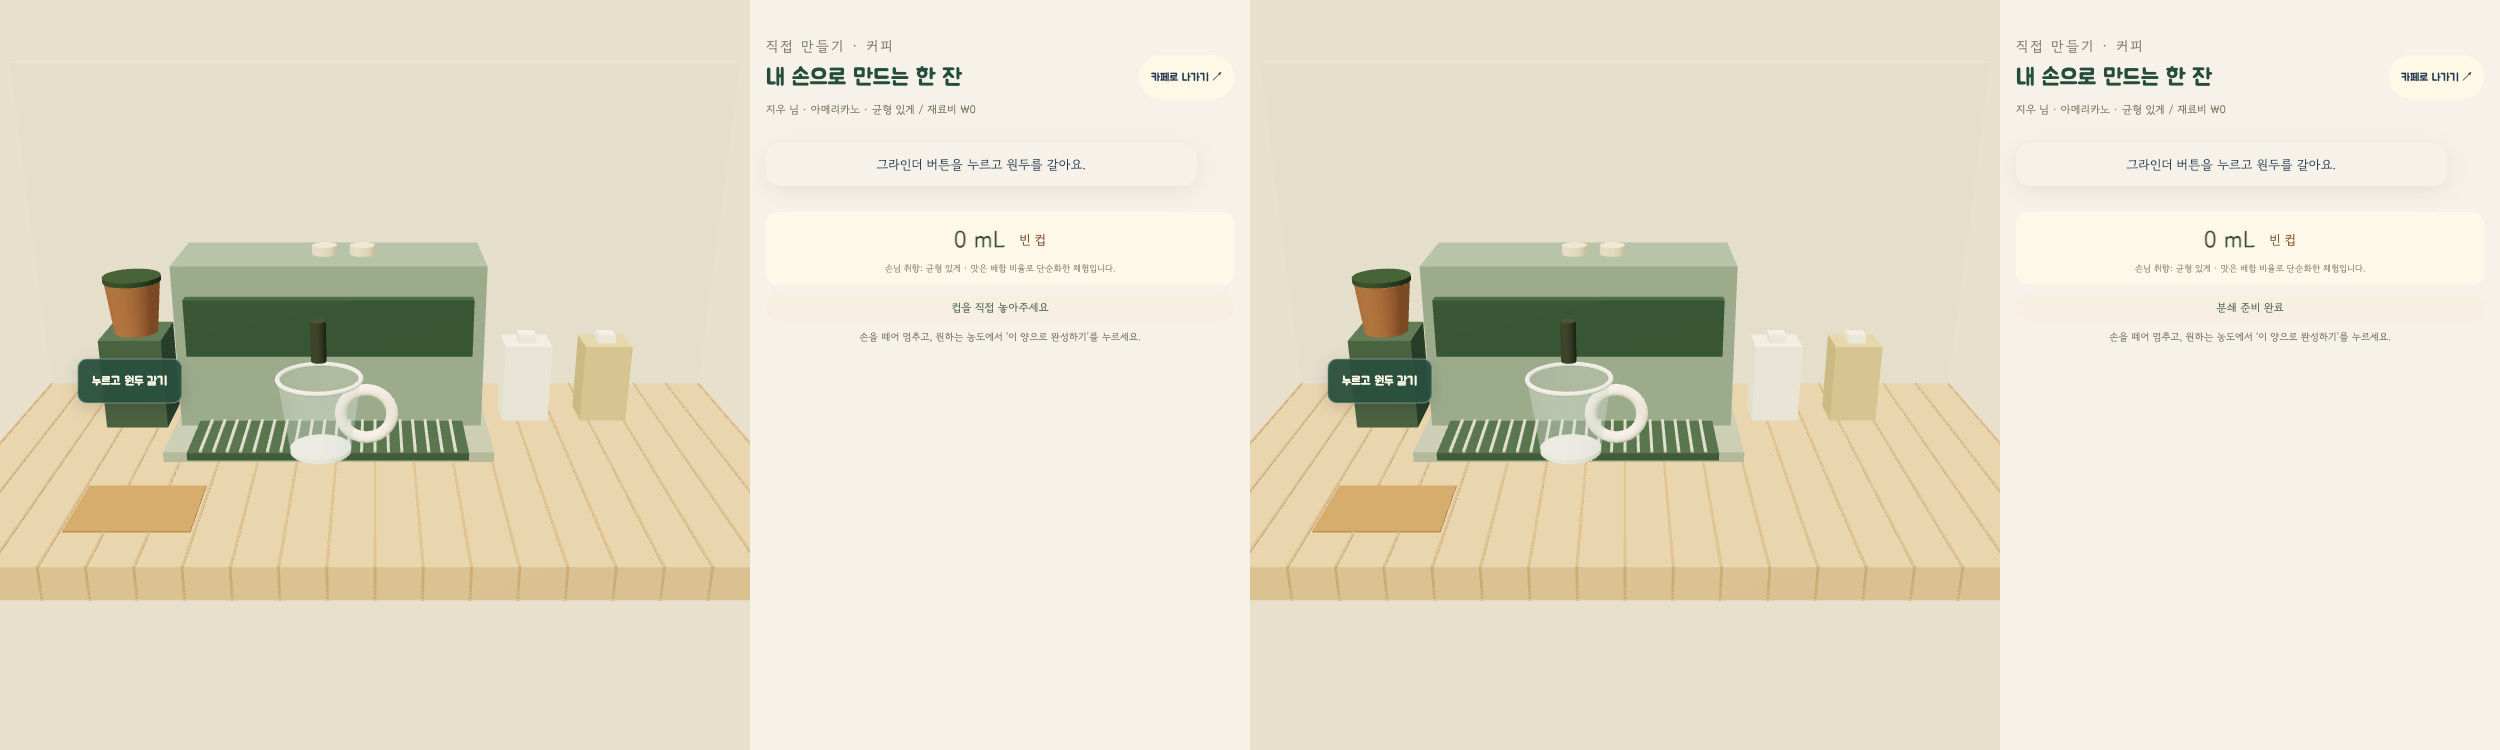 직접 만들기 · 커피
내 손으로 만드는 한 잔
카페로 나가기 ↗
지우 님 · 아메리카노 · 균형 있게 / 재료비 ₩0
그라인더 버튼을 누르고 원두를 갈아요.
0 mL 빈 컵
손님 취향: 균형 있게 · 맛은 배합 비율로 단순화한 체험입니다.
컵을 직접 놓아주세요
손을 떼어 멈추고, 원하는 농도에서 ‘이 양으로 완성하기’를 누르세요.
누르고 원두 갈기
직접 만들기 · 커피
내 손으로 만드는 한 잔
카페로 나가기 ↗
지우 님 · 아메리카노 · 균형 있게 / 재료비 ₩0
그라인더 버튼을 누르고 원두를 갈아요.
0 mL 빈 컵
손님 취향: 균형 있게 · 맛은 배합 비율로 단순화한 체험입니다.
분쇄 준비 완료
손을 떼어 멈추고, 원하는 농도에서 ‘이 양으로 완성하기’를 누르세요.
누르고 원두 갈기